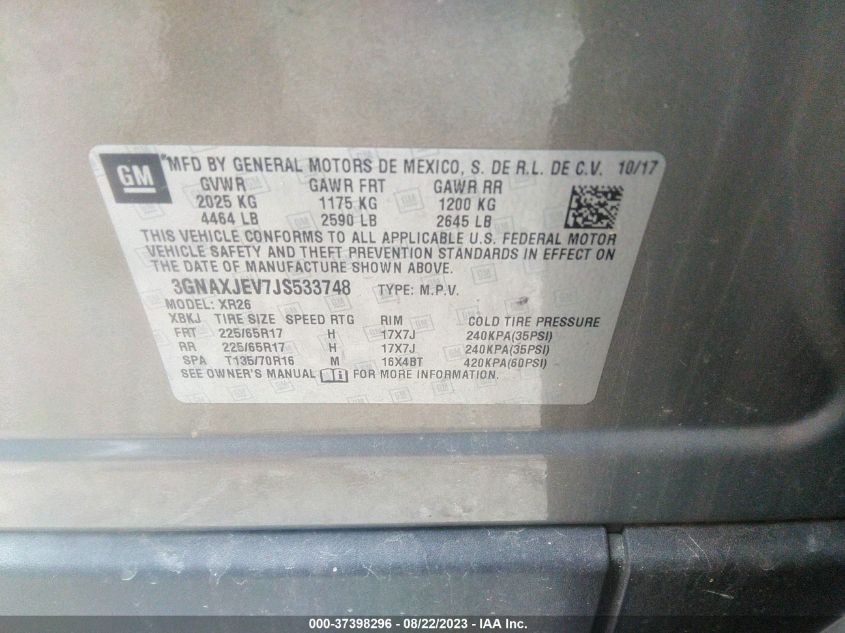 GM
MFD BY GENERAL MOTORS DE MEXICO, S. DE R.L. DE C.V. 10/17
GVWR GAWR FRT GAWR RR
2025 KG 1175 KG 1200 KG
4464 LB 2590 LB 2645 LB
THIS VEHICLE CONFORMS TO ALL APPLICABLE U.S. FEDERAL MOTOR
VEHICLE SAFETY AND THEFT PREVENTION STANDARDS IN EFFECT ON
THE DATE OF MANUFACTURE SHOWN ABOVE.
3GNAXJEV7JS533748 TYPE: M.P.V.
MODEL: XR26
XBKJ TIRE SIZE SPEED RTG RIM COLD TIRE PRESSURE
FRT 225/65R17 H 17X7J 240KPA(35PSI)
RR 225/65R17 H 17X7J 240KPA(35PSI)
SPA T135/70R16 M 16X4BT 420KPA(60PSI)
SEE OWNER'S MANUAL FOR MORE INFORMATION.
000-37398296 - 08/22/2023 - IAA Inc.